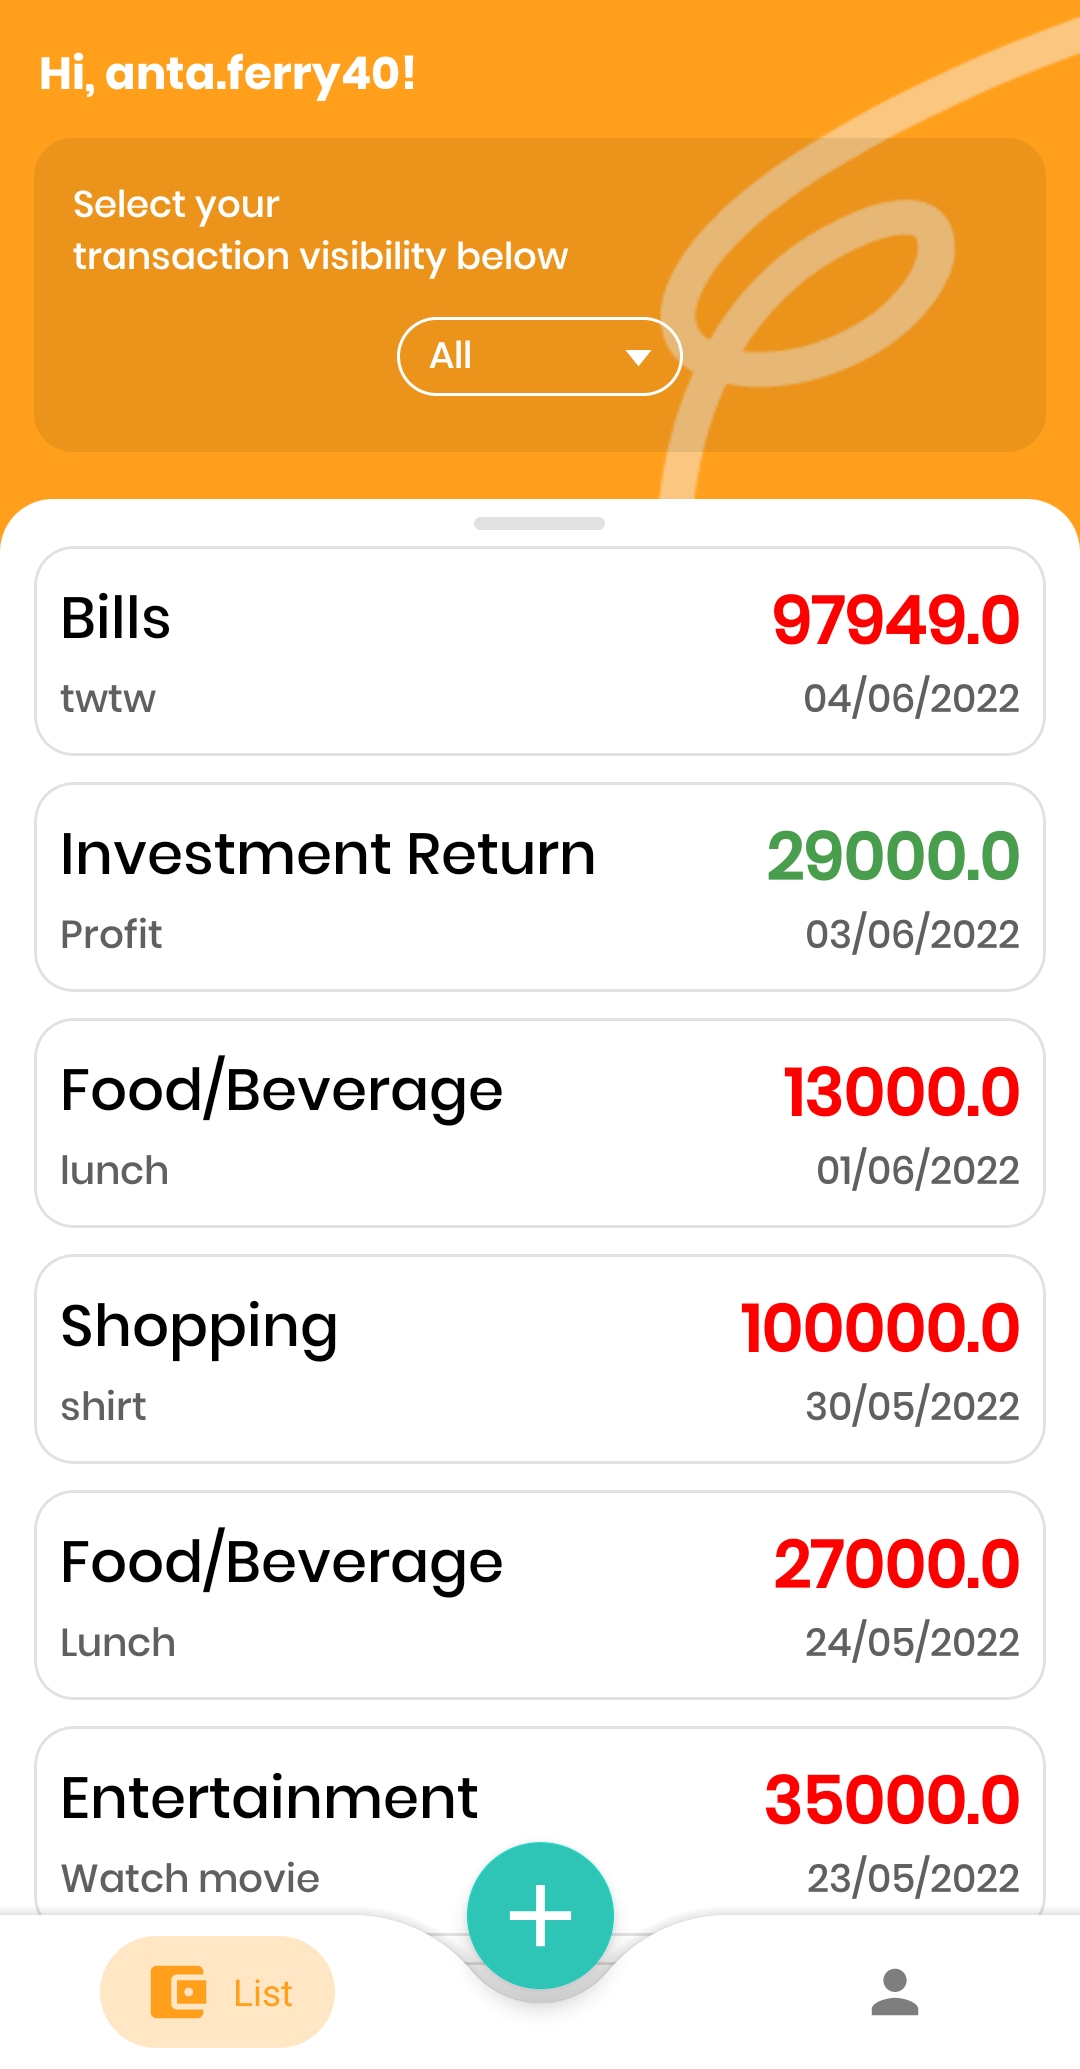 Hi, anta.ferry40!
Select your
transaction visibility below
All
Bills
97949.0
twtw
04/06/2022
Investment Return
29000.0
Profit
03/06/2022
Food/Beverage
13000.0
lunch
01/06/2022
Shopping
100000.0
shirt
30/05/2022
Food/Beverage
27000.0
Lunch
24/05/2022
Entertainment
35000.0
Watch movie
23/05/2022
List